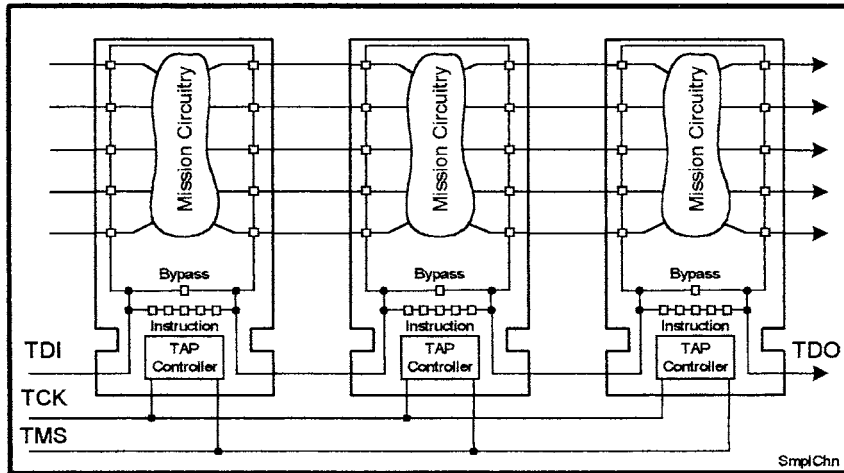 Mission Circuitry
Mission Circuitry
Mission Circuitry
Bypass
Bypass
Bypass
Instruction
Instruction
Instruction
TDI
TAP
Controller
TAP
Controller
TAP
Controller
TDO
TCK
TMS
SmplChn